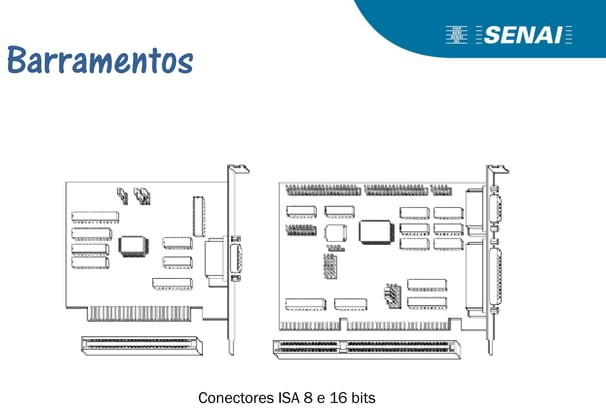 SENAI
Barramentos
Conectores ISA 8 e 16 bits